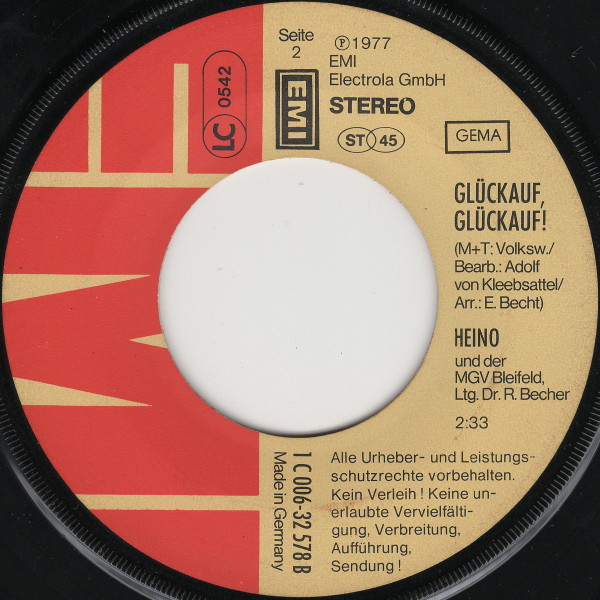 Seite
2
℗ 1977
EMI
Electrola GmbH
STEREO
ST 45
EMI
LC 0542
GEMA
GLÜCKAUF,
GLÜCKAUF!
(M+T: Volksw./
Bearb.: Adolf
von Kleebsattel/
Arr.: E. Becht)
HEINO
und der
MGV Bleifeld,
Ltg. Dr. R. Becher
2:33
Alle Urheber- und Leistungs-
schutzrechte vorbehalten.
Kein Verleih! Keine un-
erlaubte Vervielfälti-
gung, Verbreitung,
Aufführung,
Sendung!
1 C 006-32 578 B
Made in Germany
EMI